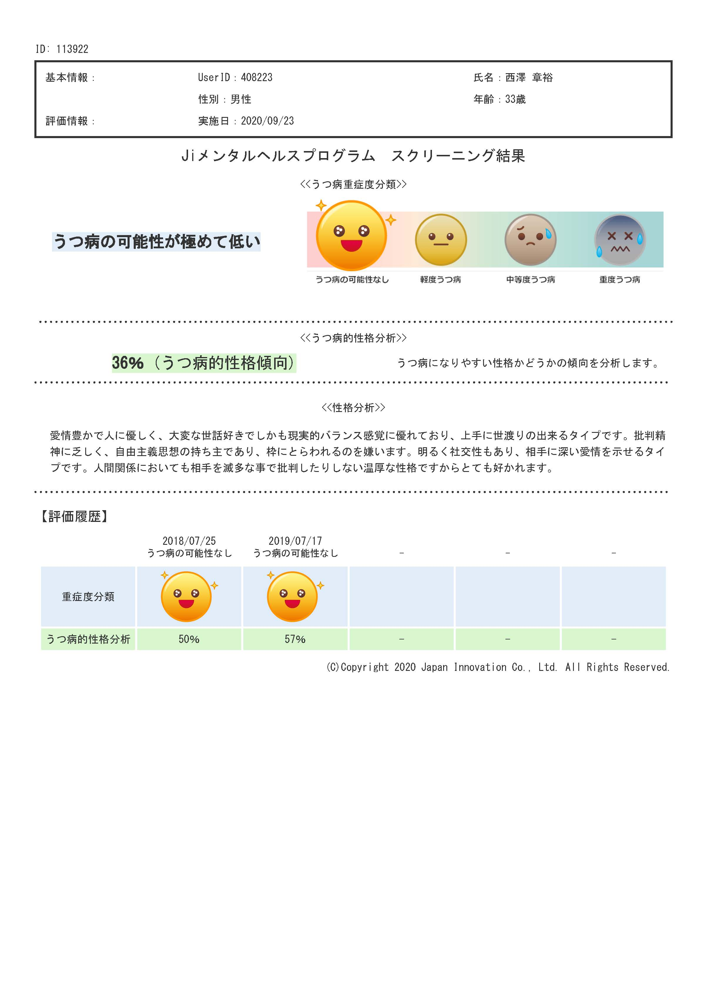 ID: 113922
基本情報：
UserID：408223
氏名：西澤 章裕
性別：男性
年齢：33歳
評価情報：
実施日：2020/09/23
Jiメンタルヘルスプログラム　スクリーニング結果
<<うつ病重症度分類>>
うつ病の可能性が極めて低い
うつ病の可能性なし
軽度うつ病
中等度うつ病
重度うつ病
<<うつ病的性格分析>>
36%（うつ病的性格傾向）
うつ病になりやすい性格かどうかの傾向を分析します。
<<性格分析>>
愛情豊かで人に優しく、大変な世話好きでしかも現実的バランス感覚に優れており、上手に世渡りの出来るタイプです。批判精
神に乏しく、自由主義思想の持ち主であり、枠にとらわれるのを嫌います。明るく社交性もあり、相手に深い愛情を示せるタイ
プです。人間関係においても相手を滅多な事で批判したりしない温厚な性格ですからとても好かれます。
【評価履歴】
2018/07/25
2019/07/17
うつ病の可能性なし
うつ病の可能性なし
－
－
－
重症度分類
うつ病的性格分析
50%
57%
－
－
－
(C)Copyright 2020 Japan Innovation Co., Ltd. All Rights Reserved.